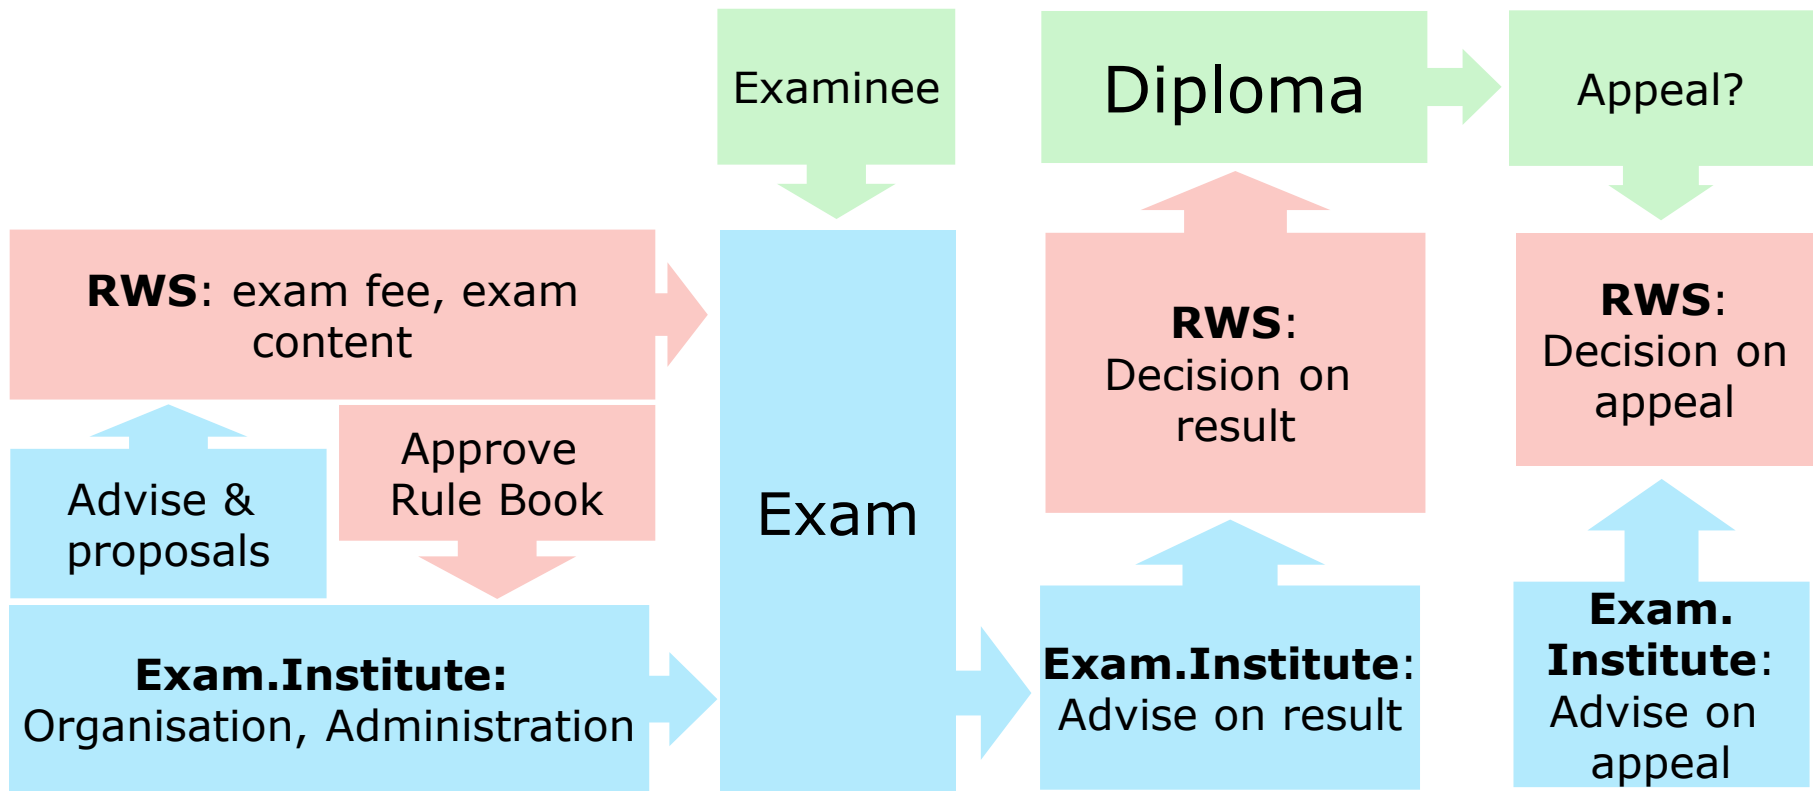 Examinee
Diploma
Appeal?
RWS: exam fee, exam
content
Approve
Rule Book
Advise &
proposals
Exam.Institute:
Organisation, Administration
Exam
RWS:
Decision on
result
Exam.Institute:
Advise on result
RWS:
Decision on
appeal
Exam.
Institute:
Advise on
appeal